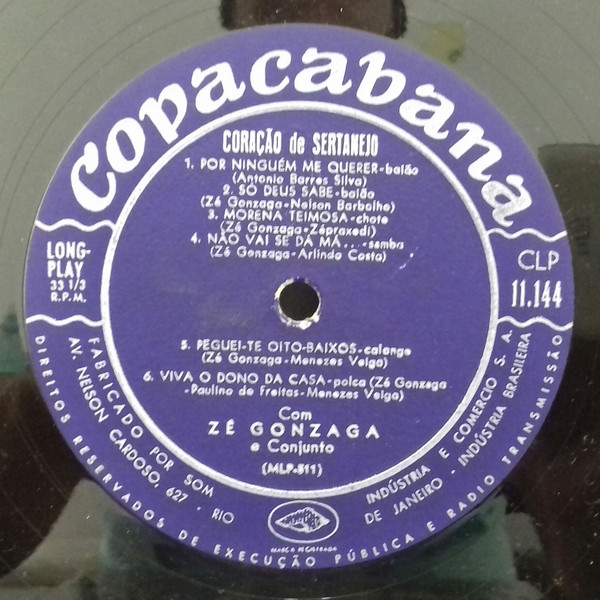 Copacabana
CORAÇÃO de SERTANEJO
1. POR NINGUÉM ME QUERER-baião
(Antonio Barros Silva)
2. SÓ DEUS SABE-baião
(Zé Gonzaga-Nelson Barbalho)
3. MORENA TEIMOSA-chote
(Zé Gonzaga-Zépraxedi)
4. NÃO VAI SE DÁ MÁ...-samba
(Zé Gonzaga-Arlindo Costa)
LONG-
PLAY
33 1/3
R.P.M.
CLP
11.144
5. PEGUEI-TE OITO-BAIXOS-calango
(Zé Gonzaga-Menezes Veiga)
6. VIVA O DONO DA CASA-polca (Zé Gonzaga
-Paulino de Freitas-Menezes Veiga)
Com
ZÉ GONZAGA
e Conjunto
(MLP-511)
FABRICADO POR SOM INDÚSTRIA E COMERCIO S. A.
AV. NELSON CARDOSO, 627 - RIO DE JANEIRO - INDÚSTRIA BRASILEIRA
DIREITOS RESERVADOS DE EXECUÇÃO PÚBLICA E RADIO TRANSMISSÃO
MARCA REGISTRADA